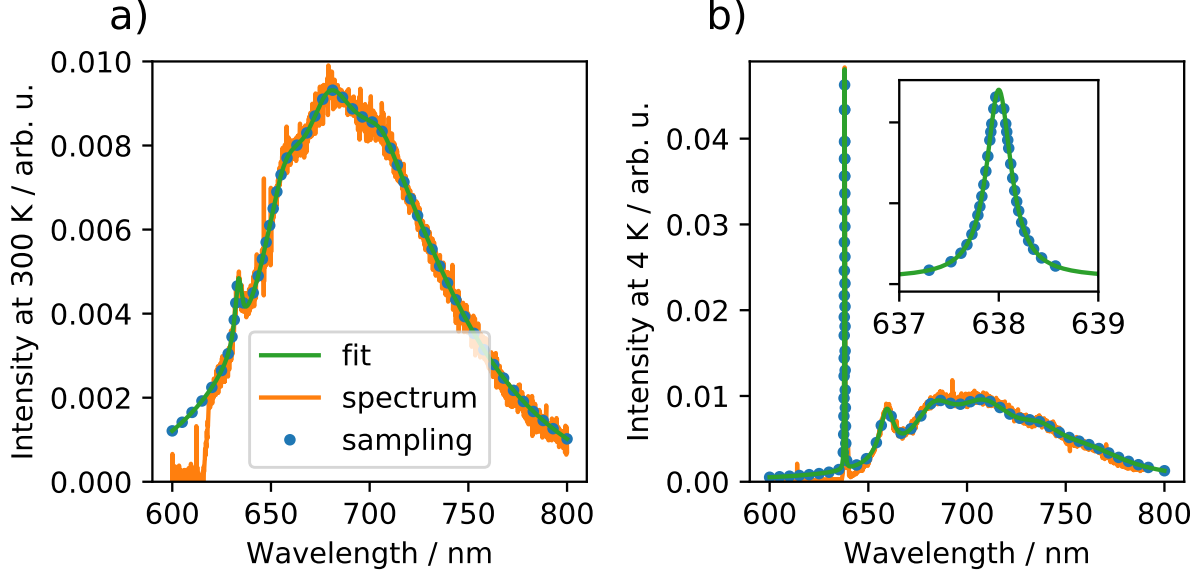 a)
Intensity at 300 K / arb. u.
0.010
0.008
0.006
0.004
0.002
0.000
600
650
700
750
800
Wavelength / nm
fit
spectrum
sampling
b)
Intensity at 4 K / arb. u.
0.04
0.03
0.02
0.01
0.00
600
650
700
750
800
Wavelength / nm
637
638
639